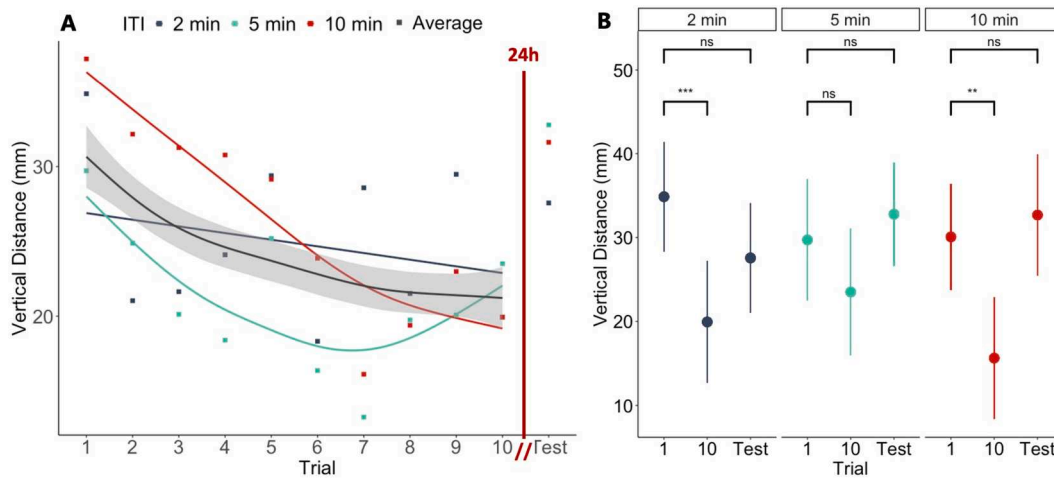 A ITI 2 min 5 min 10 min Average
24h
Vertical Distance (mm)
30
20
1 2 3 4 5 6 7 8 9 10 // Test
Trial
B 2 min 5 min 10 min
ns ns ns
*** ns **
Vertical Distance (mm)
50
40
30
20
10
1 10 Test 1 10 Test 1 10 Test
Trial